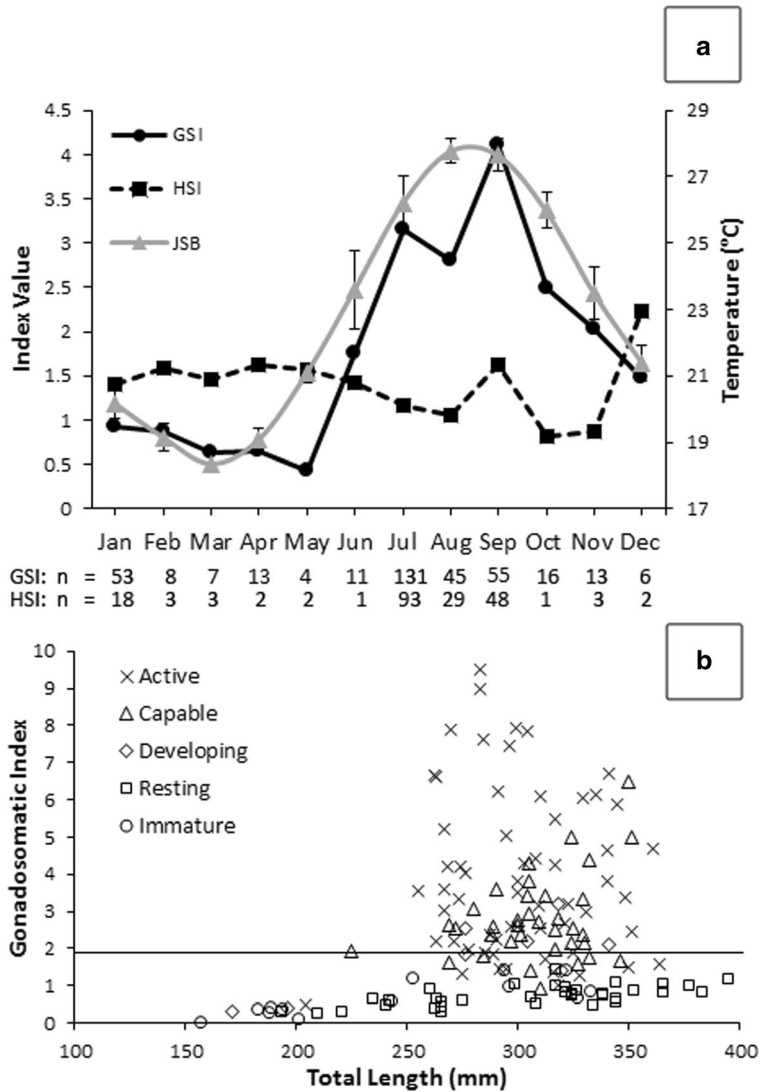 a
4.5 29
4 27
3.5
3 25
2.5
2 23
1.5 21
1 19
0.5
0 17
GSI
HSI
JSB
Index Value
Temperature (°C)
Jan Feb Mar Apr May Jun Jul Aug Sep Oct Nov Dec
GSI: n = 53 8 7 13 4 11 131 45 55 16 13 6
HSI: n = 18 3 3 2 2 1 93 29 48 1 3 2
b
10
9
8
7
6
5
4
3
2
1
0
Active
Capable
Developing
Resting
Immature
Gonadosomatic Index
100 150 200 250 300 350 400
Total Length (mm)